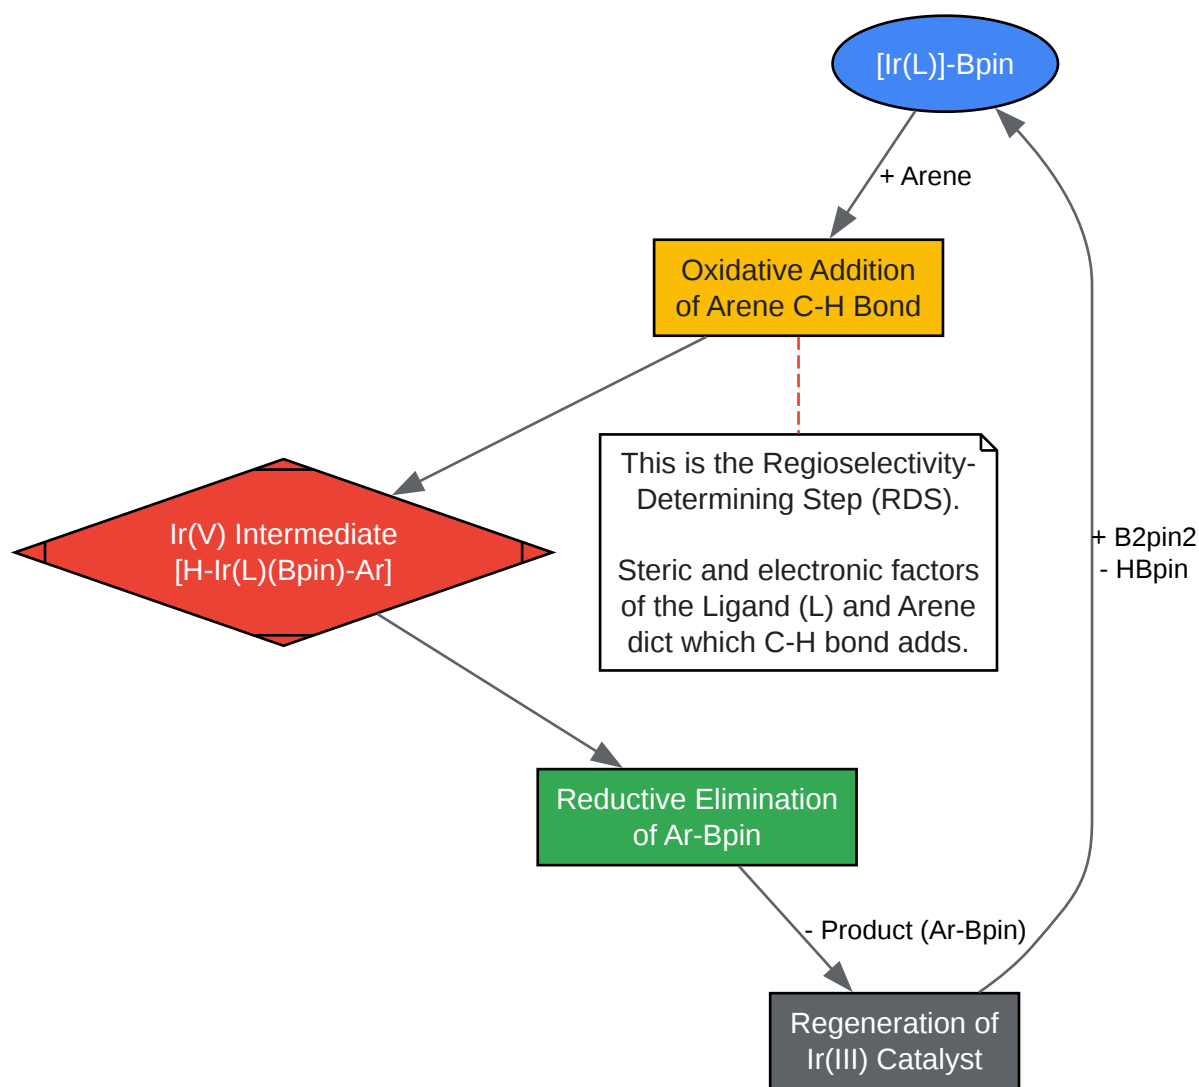 [Ir(L)]-Bpin
+ Arene
Oxidative Addition
of Arene C-H Bond
This is the Regioselectivity-
Determining Step (RDS).
Steric and electronic factors
of the Ligand (L) and Arene
dict which C-H bond adds.
Ir(V) Intermediate
[H-Ir(L)(Bpin)-Ar]
+ B2pin2
- HBpin
Reductive Elimination
of Ar-Bpin
- Product (Ar-Bpin)
Regeneration of
Ir(III) Catalyst